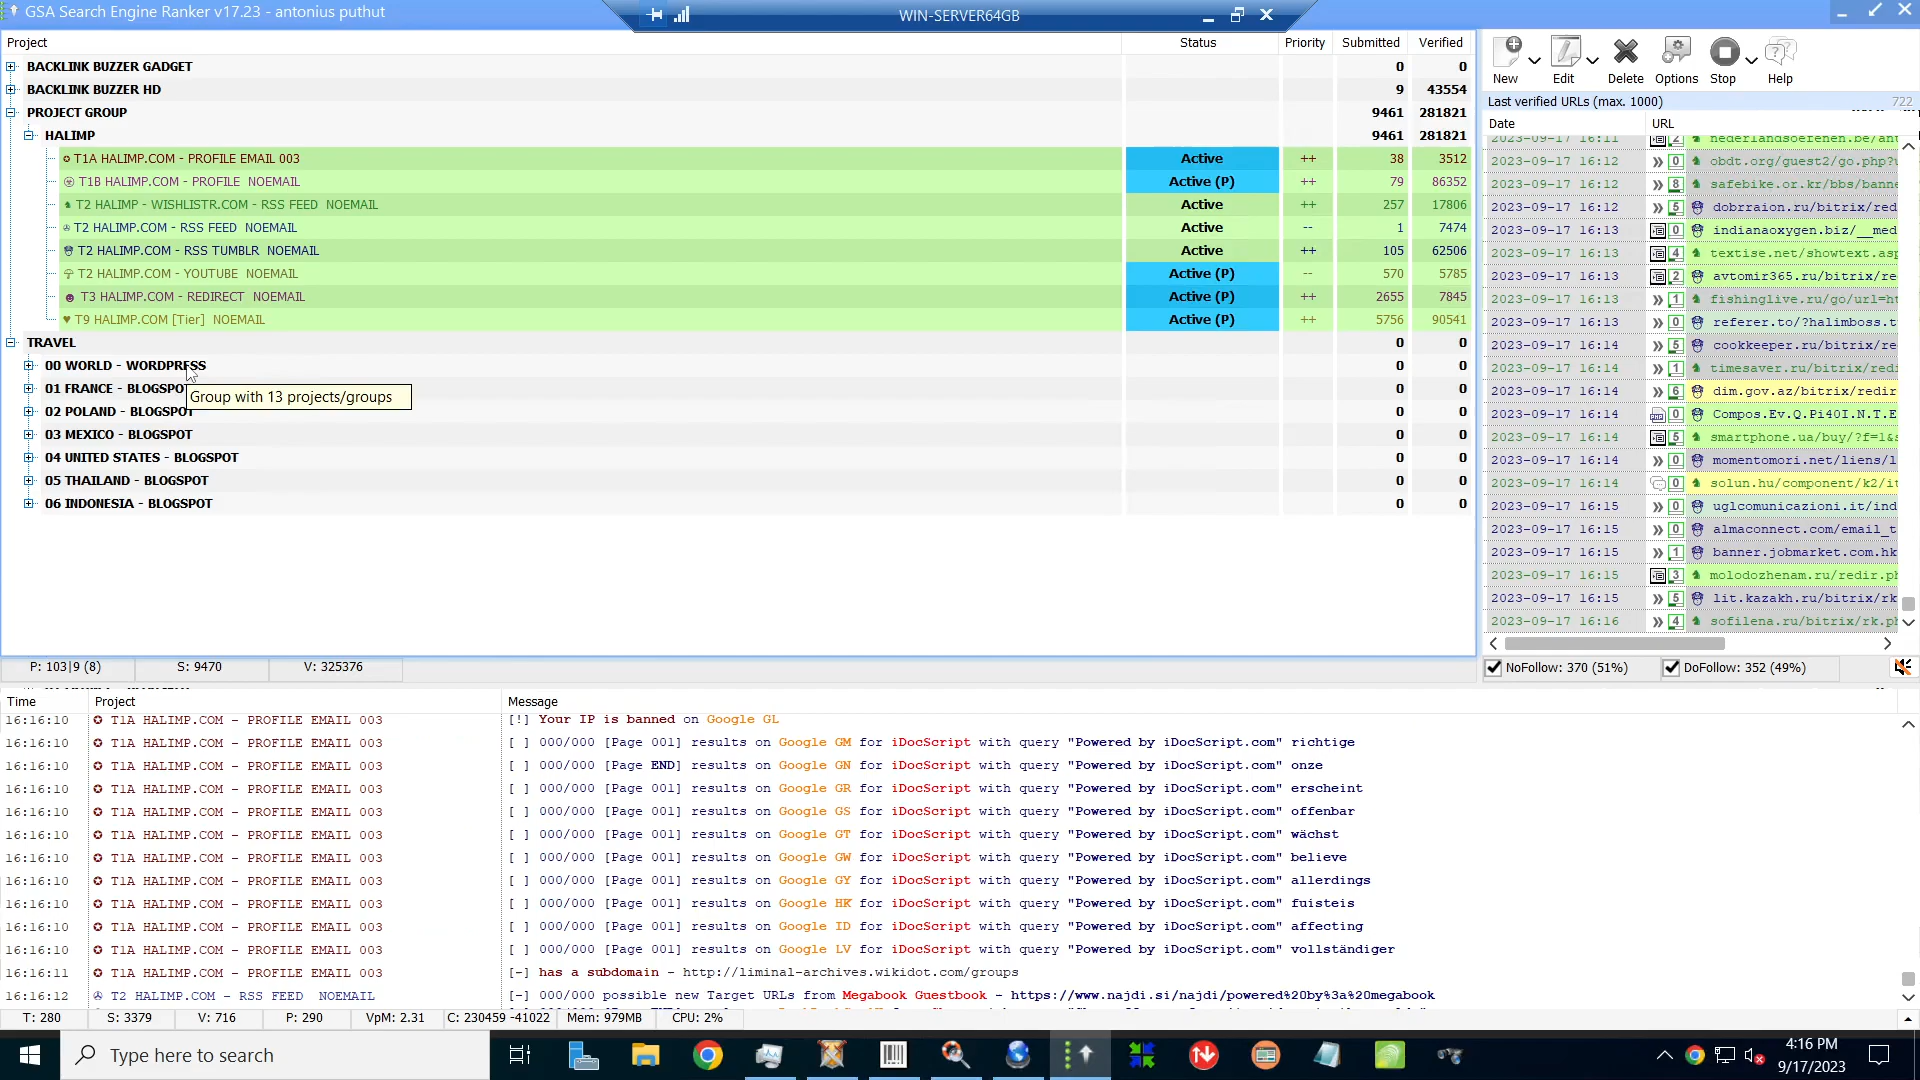 GSA Search Engine Ranker v17.23 - antonius puthut
WIN-SERVER64GB
Project Status Priority Submitted Verified
BACKLINK BUZZER GADGET 0 0
BACKLINK BUZZER HD 9 43554
PROJECT GROUP 9461 281821
HALIMP 9461 281821
T1A HALIMP.COM - PROFILE EMAIL 003 Active ++ 38 3512
T1B HALIMP.COM - PROFILE NOEMAIL Active (P) ++ 79 86352
T2 HALIMP - WISHLISTR.COM - RSS FEED NOEMAIL Active ++ 257 17806
T2 HALIMP.COM - RSS FEED NOEMAIL Active -- 1 7474
T2 HALIMP.COM - RSS TUMBLR NOEMAIL Active ++ 105 62506
T2 HALIMP.COM - YOUTUBE NOEMAIL Active (P) -- 570 5785
T3 HALIMP.COM - REDIRECT NOEMAIL Active (P) ++ 2655 7845
T9 HALIMP.COM [Tier] NOEMAIL Active (P) ++ 5756 90541
TRAVEL 0 0
00 WORLD - WORDPRESS 0 0
01 FRANCE - BLOGSPOT 0 0
Group with 13 projects/groups
02 POLAND - BLOGSPOT 0 0
03 MEXICO - BLOGSPOT 0 0
04 UNITED STATES - BLOGSPOT 0 0
05 THAILAND - BLOGSPOT 0 0
06 INDONESIA - BLOGSPOT 0 0
P: 103|9 (8) S: 9470 V: 325376
New Edit Delete Options Stop Help
Last verified URLs (max. 1000) 722
Date URL
2023-09-17 16:11 2 nederlandsoefenen.be/ant
2023-09-17 16:12 0 obdt.org/guest2/go.php?u
2023-09-17 16:12 8 safebike.or.kr/bbs/banne
2023-09-17 16:12 5 dobrraion.ru/bitrix/red
2023-09-17 16:13 0 indianaoxygen.biz/__med
2023-09-17 16:13 4 textise.net/showtext.asp
2023-09-17 16:13 2 avtomir365.ru/bitrix/re
2023-09-17 16:13 1 fishinglive.ru/go/url=ht
2023-09-17 16:13 0 referer.to/?halimboss.t
2023-09-17 16:14 5 cookkeeper.ru/bitrix/re
2023-09-17 16:14 1 timesaver.ru/bitrix/redi
2023-09-17 16:14 6 dim.gov.az/bitrix/redir
2023-09-17 16:14 0 Compos.Ev.Q.Pi40I.N.T.E
2023-09-17 16:14 5 smartphone.ua/buy/?f=1&s
2023-09-17 16:14 0 momentomori.net/liens/l
2023-09-17 16:14 0 solun.hu/component/k2/it
2023-09-17 16:15 0 uglcomunicazioni.it/ind
2023-09-17 16:15 0 almaconnect.com/email_t
2023-09-17 16:15 1 banner.jobmarket.com.hk
2023-09-17 16:15 3 molodozhenam.ru/redir.ph
2023-09-17 16:15 5 lit.kazakh.ru/bitrix/rk
2023-09-17 16:16 4 sofilena.ru/bitrix/rk.ph
NoFollow: 370 (51%) DoFollow: 352 (49%)
Time Project Message
16:16:10 T1A HALIMP.COM - PROFILE EMAIL 003 [!] Your IP is banned on Google GL
16:16:10 T1A HALIMP.COM - PROFILE EMAIL 003 [ ] 000/000 [Page 001] results on Google GM for iDocScript with query "Powered by iDocScript.com" richtige
16:16:10 T1A HALIMP.COM - PROFILE EMAIL 003 [ ] 000/000 [Page END] results on Google GN for iDocScript with query "Powered by iDocScript.com" onze
16:16:10 T1A HALIMP.COM - PROFILE EMAIL 003 [ ] 000/000 [Page 001] results on Google GR for iDocScript with query "Powered by iDocScript.com" erscheint
16:16:10 T1A HALIMP.COM - PROFILE EMAIL 003 [ ] 000/000 [Page 001] results on Google GS for iDocScript with query "Powered by iDocScript.com" offenbar
16:16:10 T1A HALIMP.COM - PROFILE EMAIL 003 [ ] 000/000 [Page 001] results on Google GT for iDocScript with query "Powered by iDocScript.com" wächst
16:16:10 T1A HALIMP.COM - PROFILE EMAIL 003 [ ] 000/000 [Page 001] results on Google GW for iDocScript with query "Powered by iDocScript.com" believe
16:16:10 T1A HALIMP.COM - PROFILE EMAIL 003 [ ] 000/000 [Page 001] results on Google GY for iDocScript with query "Powered by iDocScript.com" allerdings
16:16:10 T1A HALIMP.COM - PROFILE EMAIL 003 [ ] 000/000 [Page 001] results on Google HK for iDocScript with query "Powered by iDocScript.com" fuisteis
16:16:10 T1A HALIMP.COM - PROFILE EMAIL 003 [ ] 000/000 [Page 001] results on Google ID for iDocScript with query "Powered by iDocScript.com" affecting
16:16:10 T1A HALIMP.COM - PROFILE EMAIL 003 [ ] 000/000 [Page 001] results on Google LV for iDocScript with query "Powered by iDocScript.com" vollständiger
16:16:11 T1A HALIMP.COM - PROFILE EMAIL 003 [-] has a subdomain - http://liminal-archives.wikidot.com/groups
16:16:12 T2 HALIMP.COM - RSS FEED NOEMAIL [-] 000/000 possible new Target URLs from Megabook Guestbook - https://www.najdi.si/najdi/powered%20by%3a%20megabook
T: 280 S: 3379 V: 716 P: 290 VpM: 2.31 C: 230459 -41022 Mem: 979MB CPU: 2%
Type here to search
4:16 PM
9/17/2023